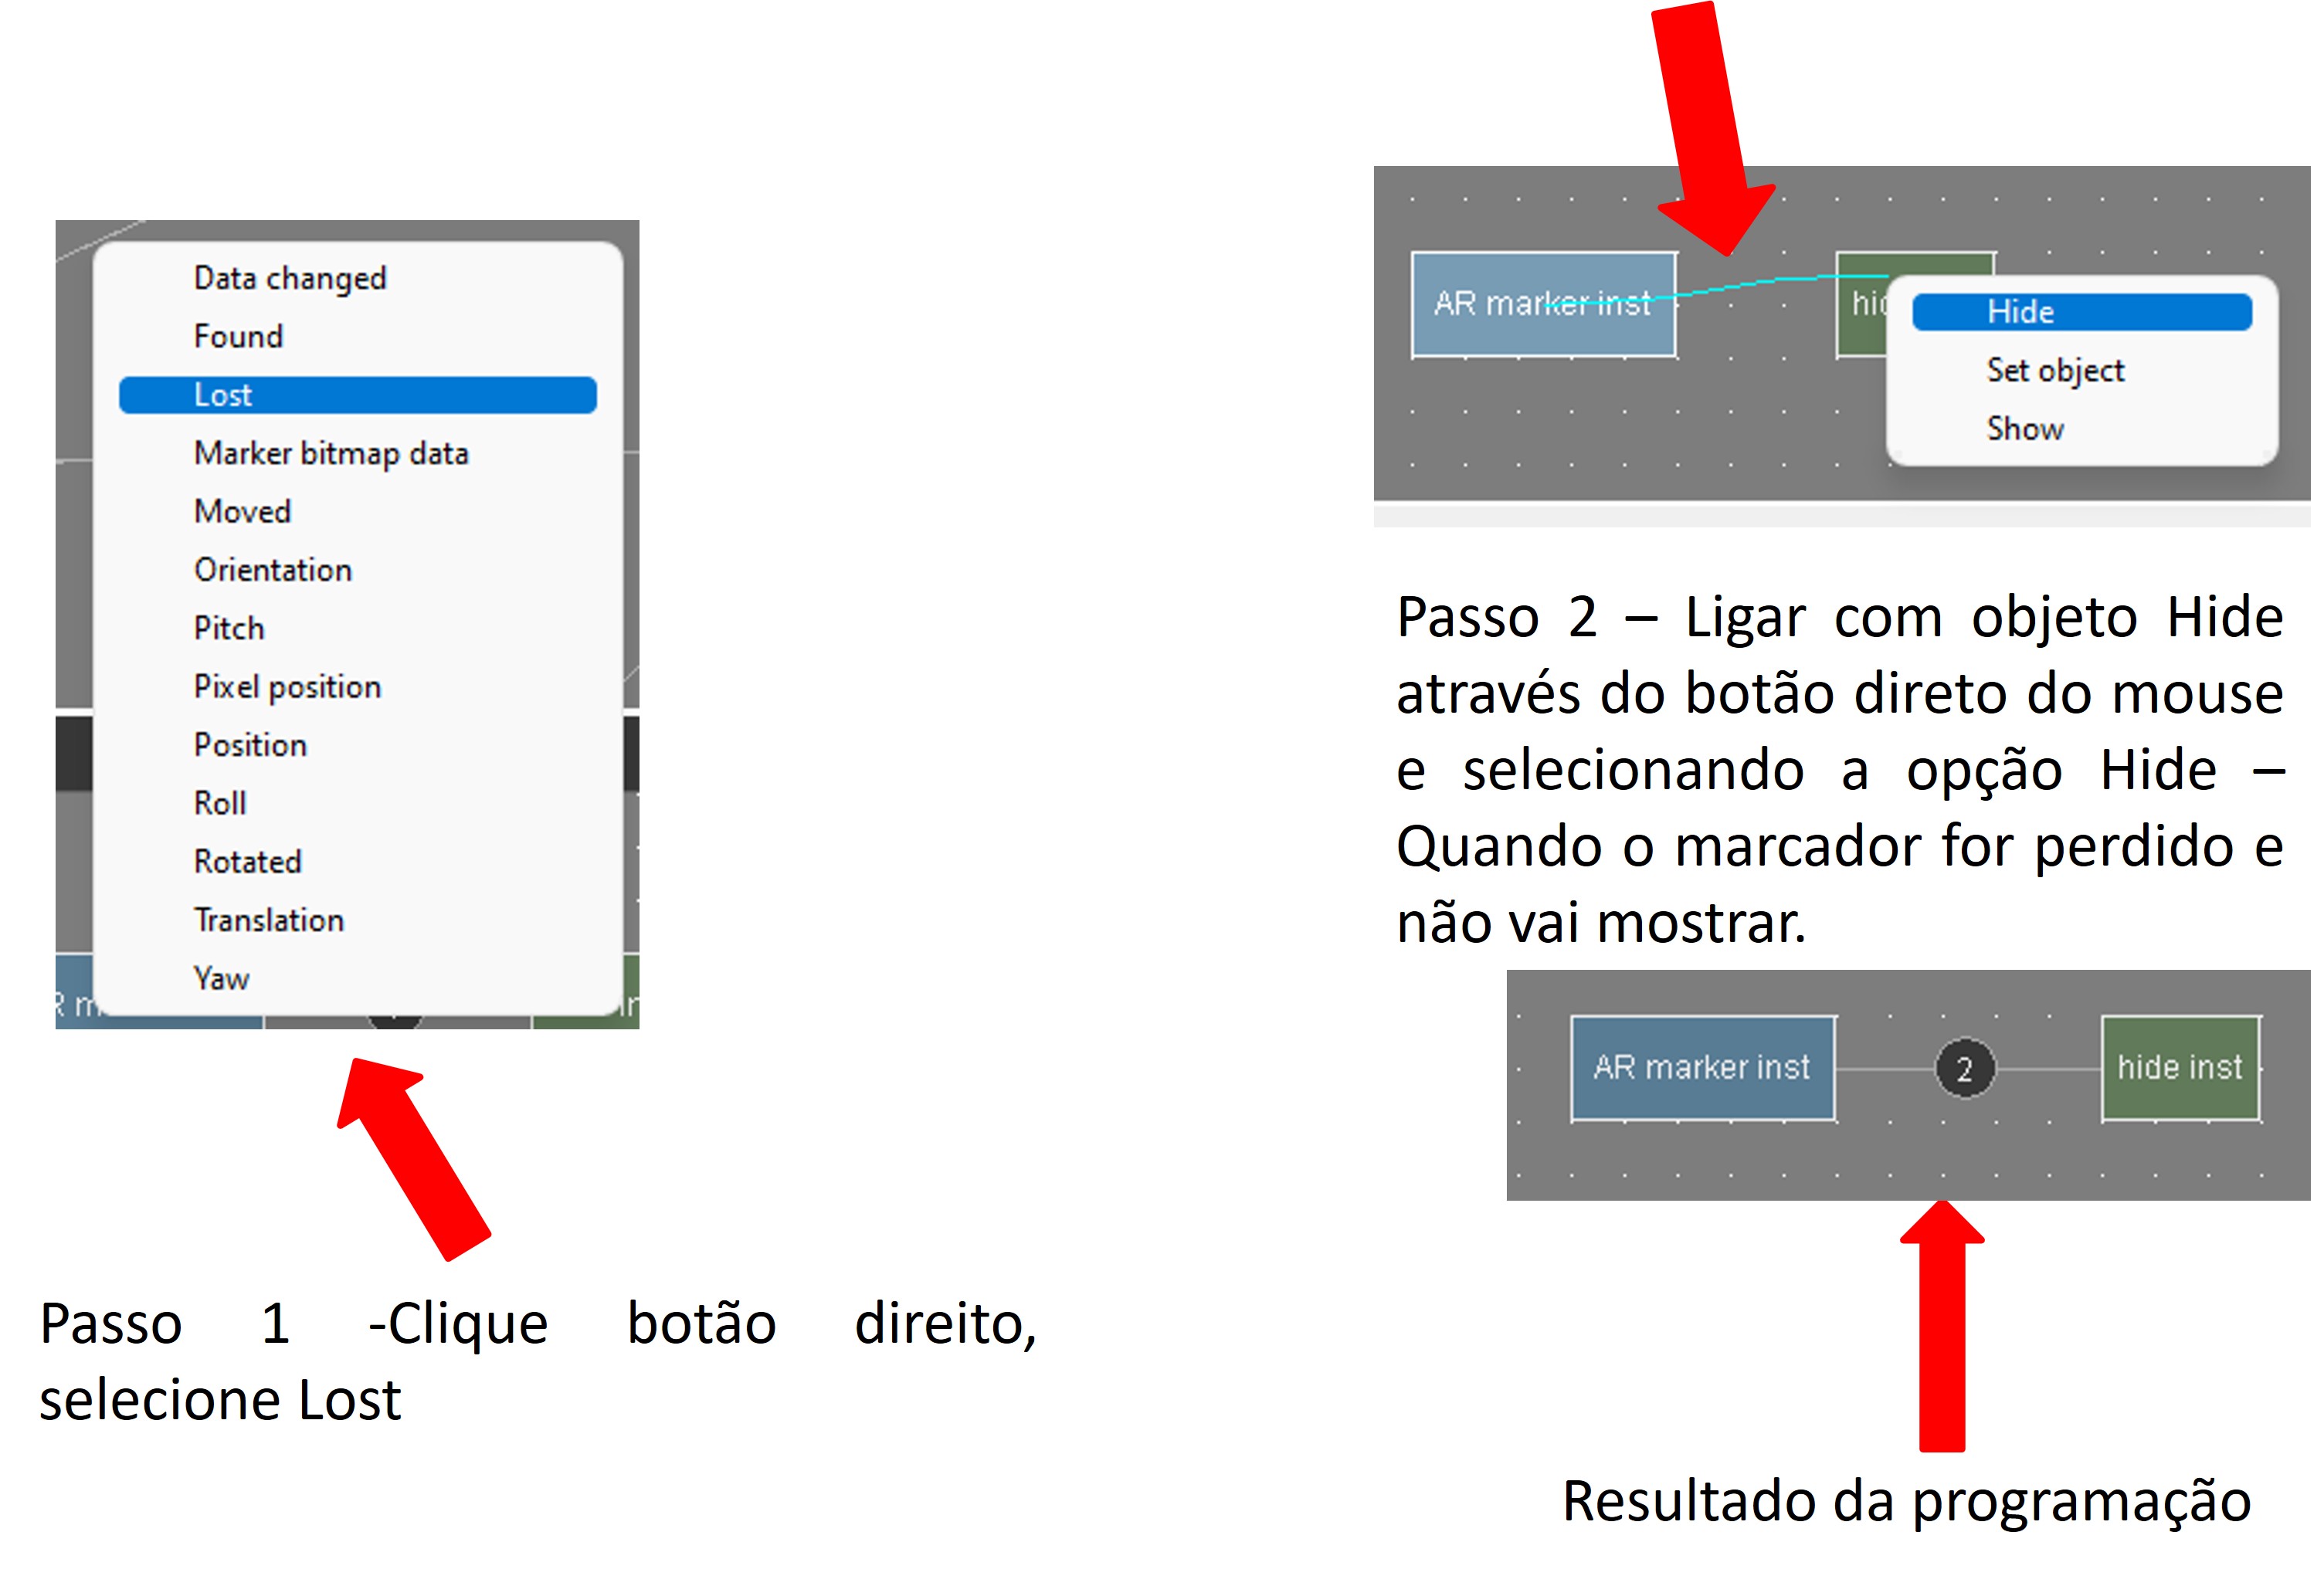 Data changed
Found
Lost
Marker bitmap data
Moved
Orientation
Pitch
Pixel position
Position
Roll
Rotated
Translation
Yaw
Passo 1 -Clique botão direito,
selecione Lost
AR marker inst
Hide
Set object
Show
Passo 2 – Ligar com objeto Hide
através do botão direto do mouse
e selecionando a opção Hide –
Quando o marcador for perdido e
não vai mostrar.
AR marker inst
2
hide inst
Resultado da programação